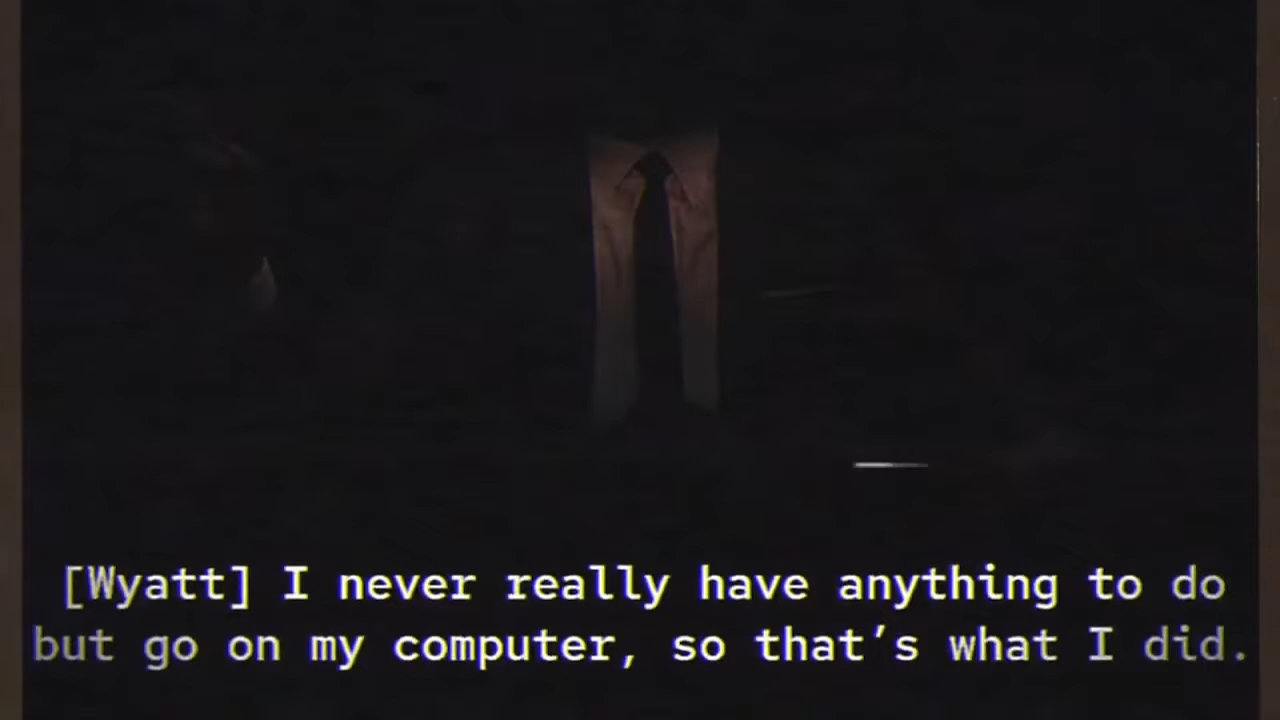 [Wyatt] I never really have anything to do
but go on my computer, so that’s what I did.